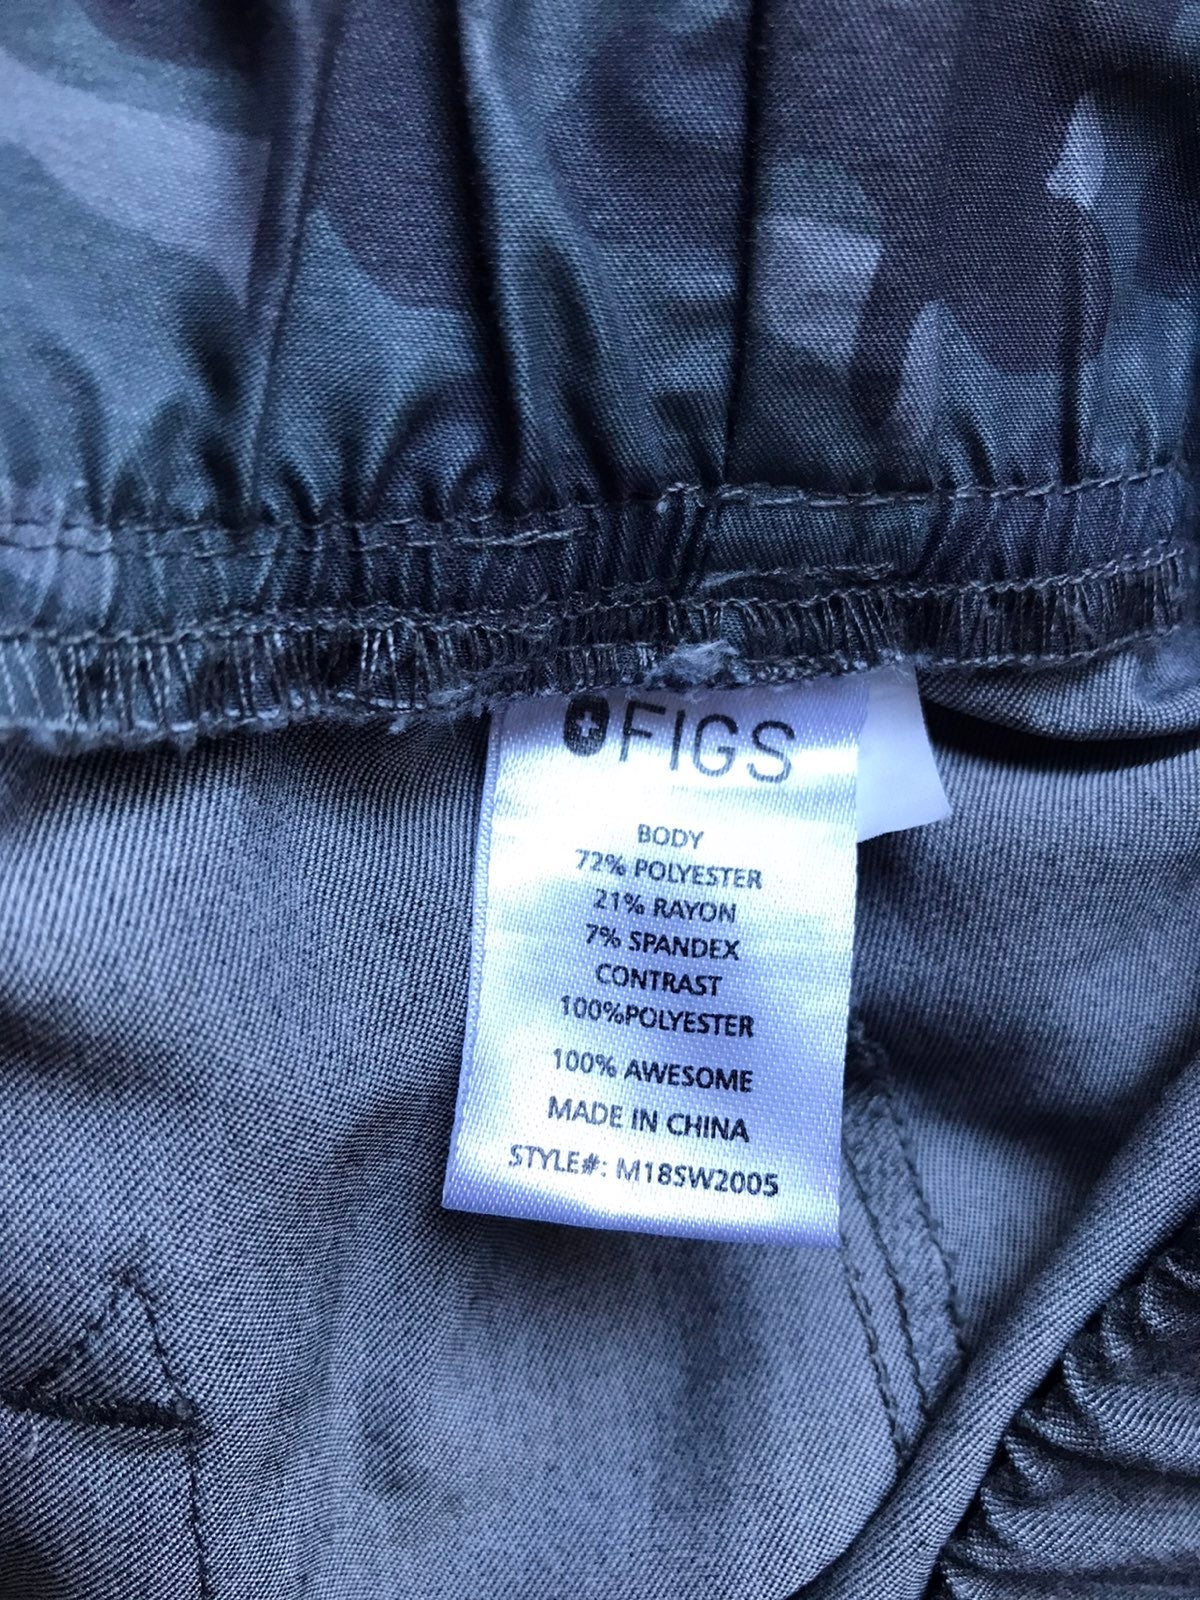 FIGS
BODY
72% POLYESTER
21% RAYON
7% SPANDEX
CONTRAST
100%POLYESTER
100% AWESOME
MADE IN CHINA
STYLE#: M18SW2005